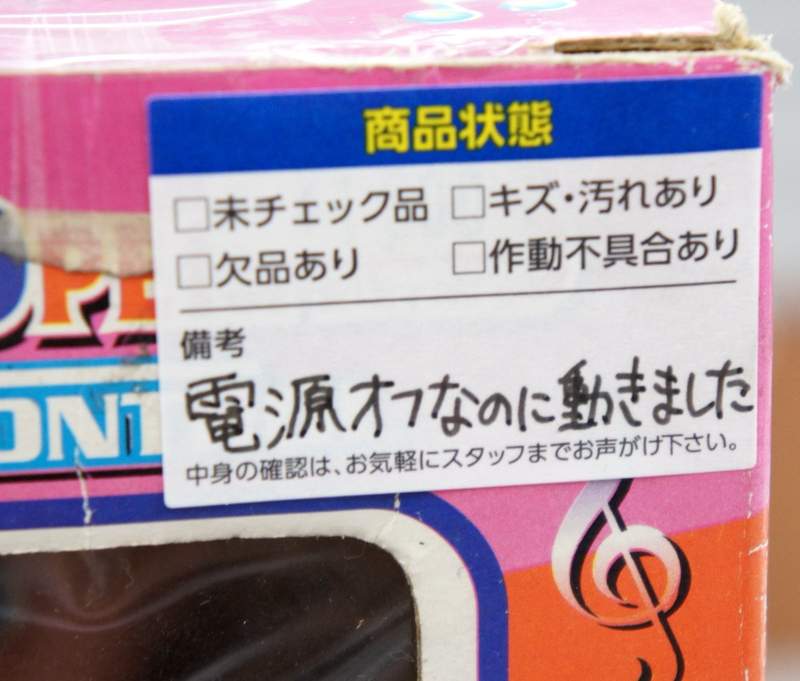 商品状態
□未チェック品 □キズ・汚れあり
□欠品あり □作動不具合あり
備考
電源オフなのに動きました
中身の確認は、お気軽にスタッフまでお声がけ下さい。
OPE
ONT